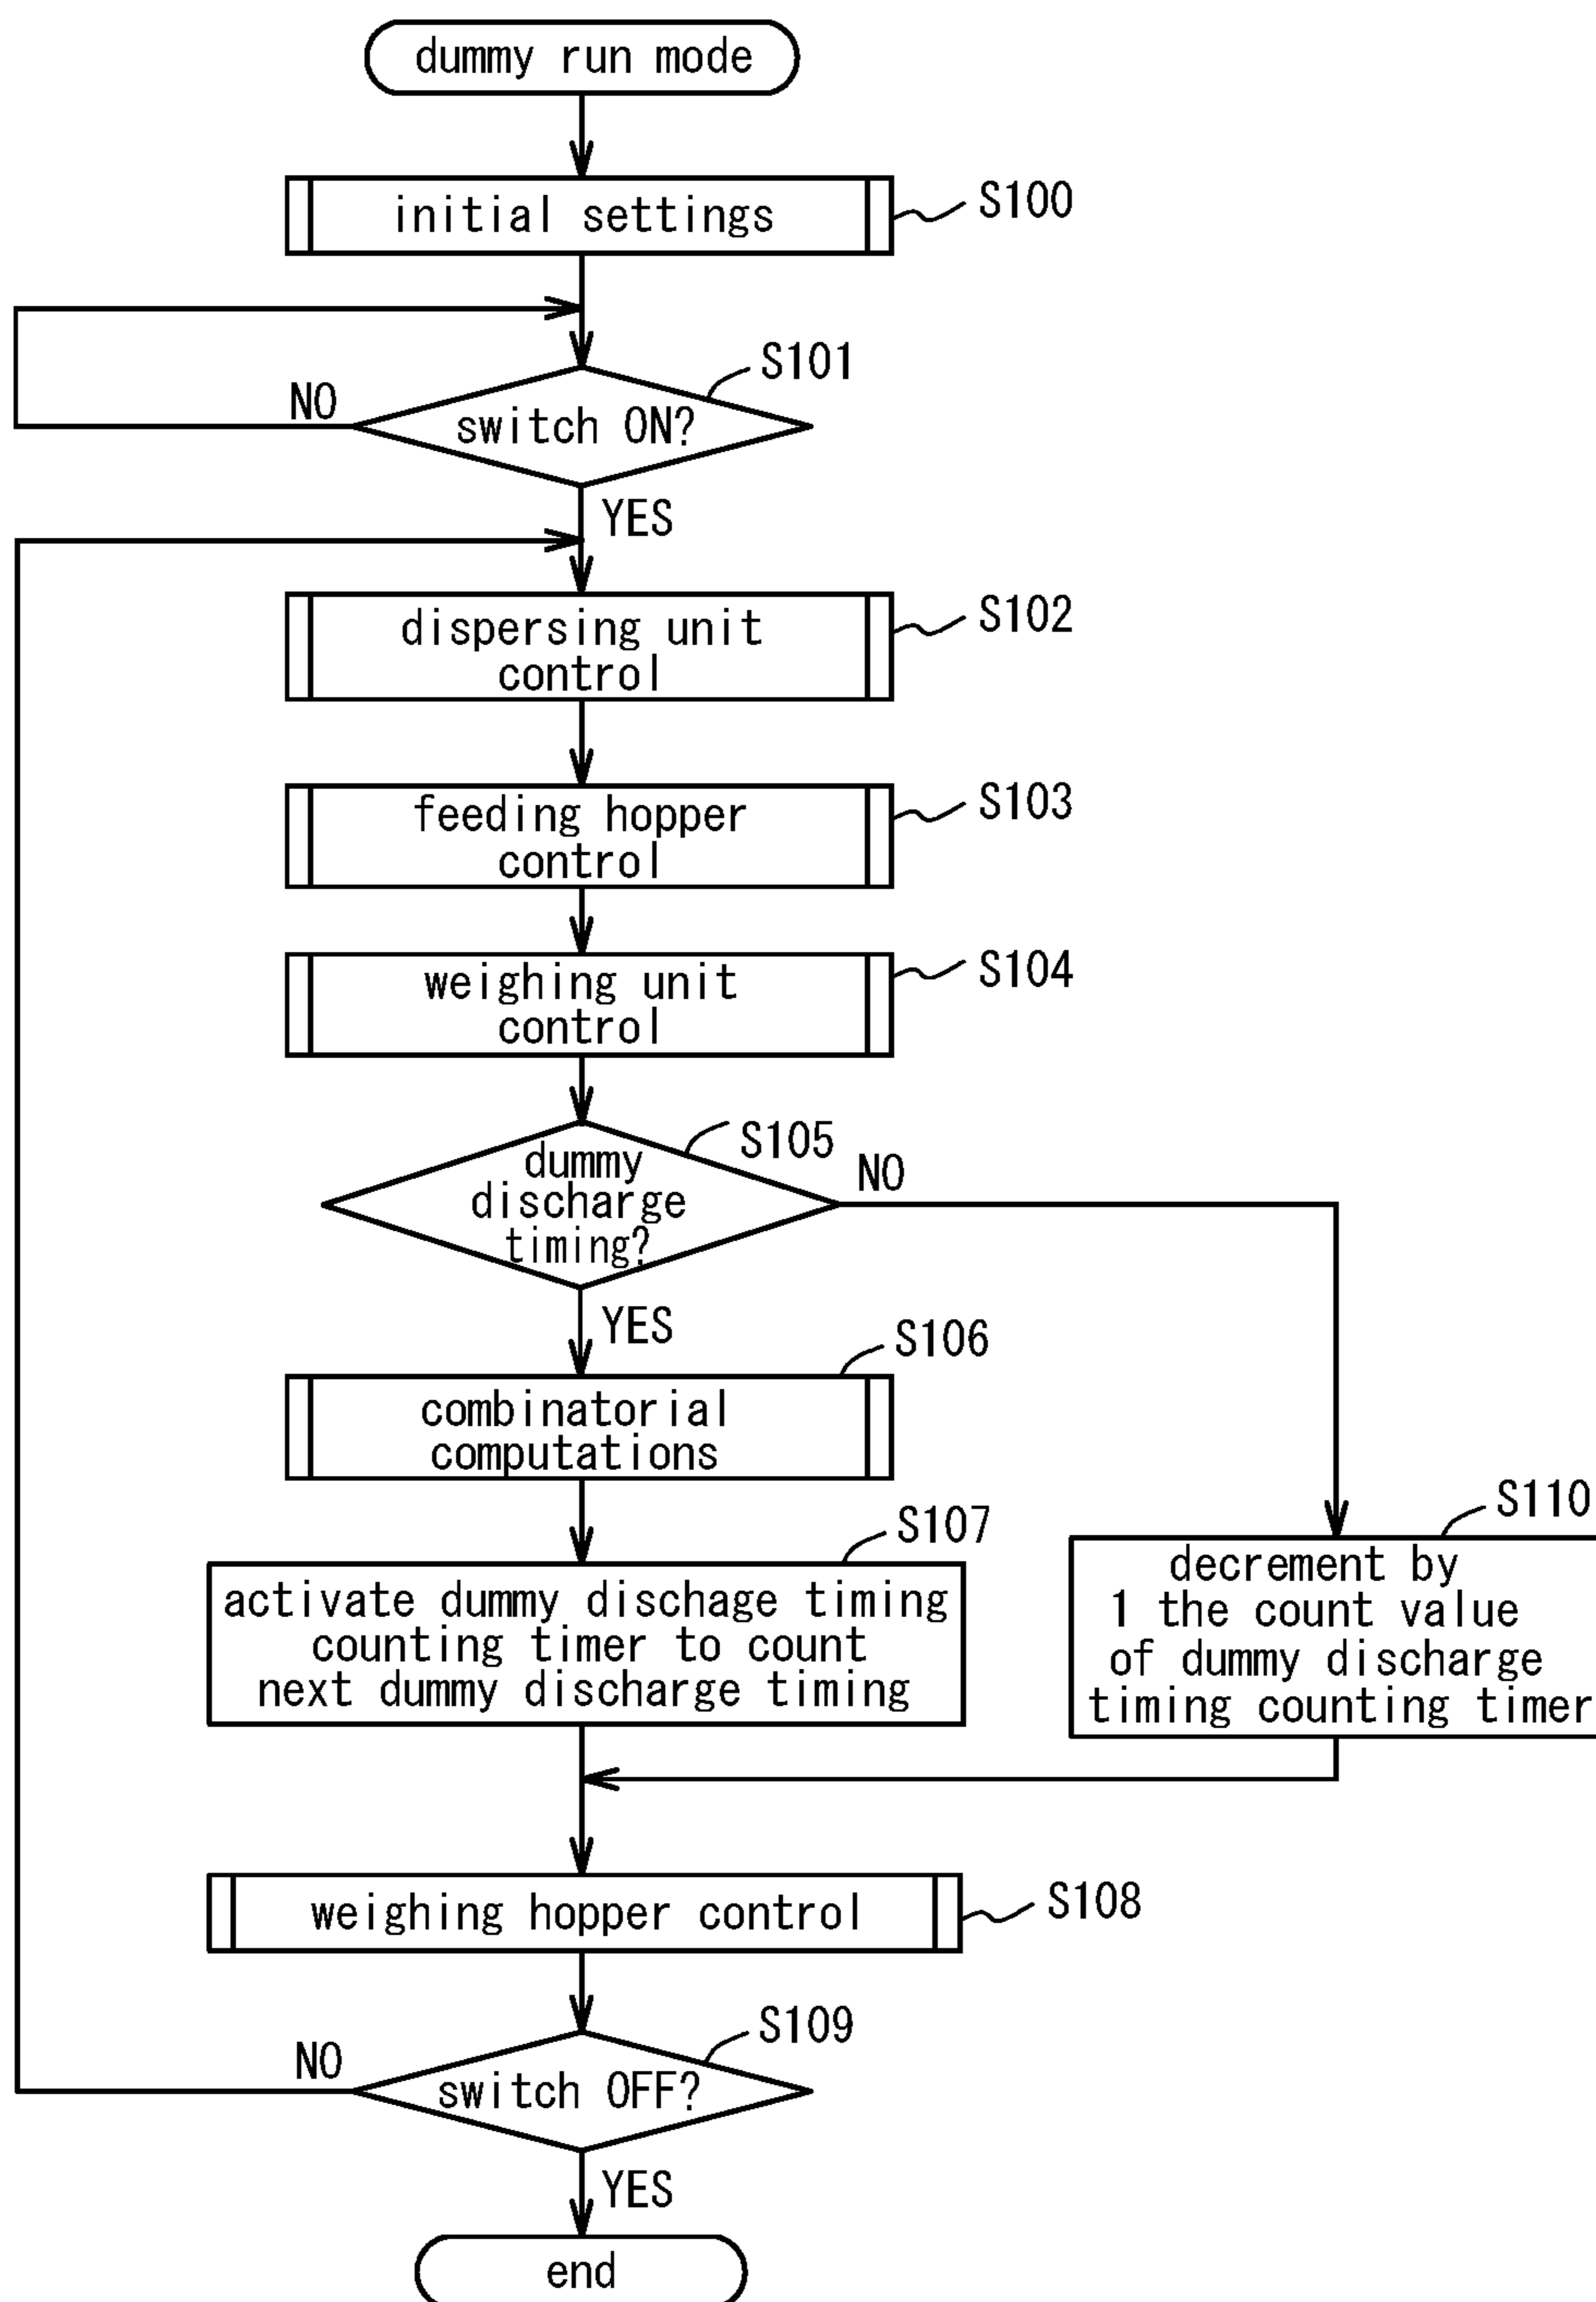 dummy run mode
initial settings
S100
S101
NO
switch ON?
YES
dispersing unit
control
S102
feeding hopper
control
S103
weighing unit
control
S104
S105
dummy
discharge
timing?
NO
YES
S106
combinatorial
computations
S107
activate dummy dischage timing
counting timer to count
next dummy discharge timing
S110
decrement by
1 the count value
of dummy discharge
timing counting timer
weighing hopper control
S108
S109
NO
switch OFF?
YES
end